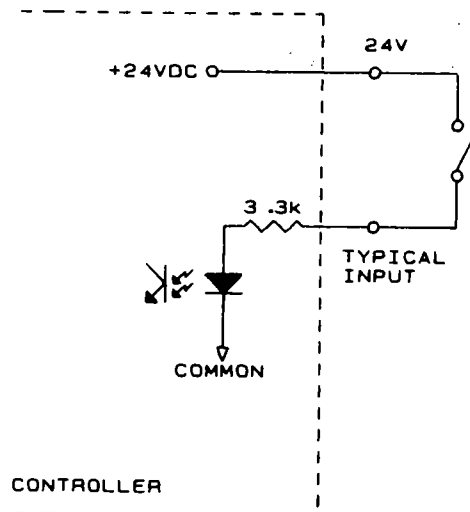 24V
+24VDC
3 .3k
TYPICAL
INPUT
COMMON
CONTROLLER